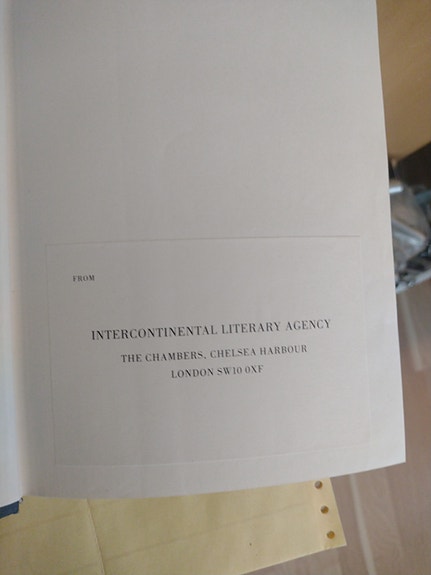 FROM
INTERCONTINENTAL LITERARY AGENCY
THE CHAMBERS, CHELSEA HARBOUR
LONDON SW10 0XF